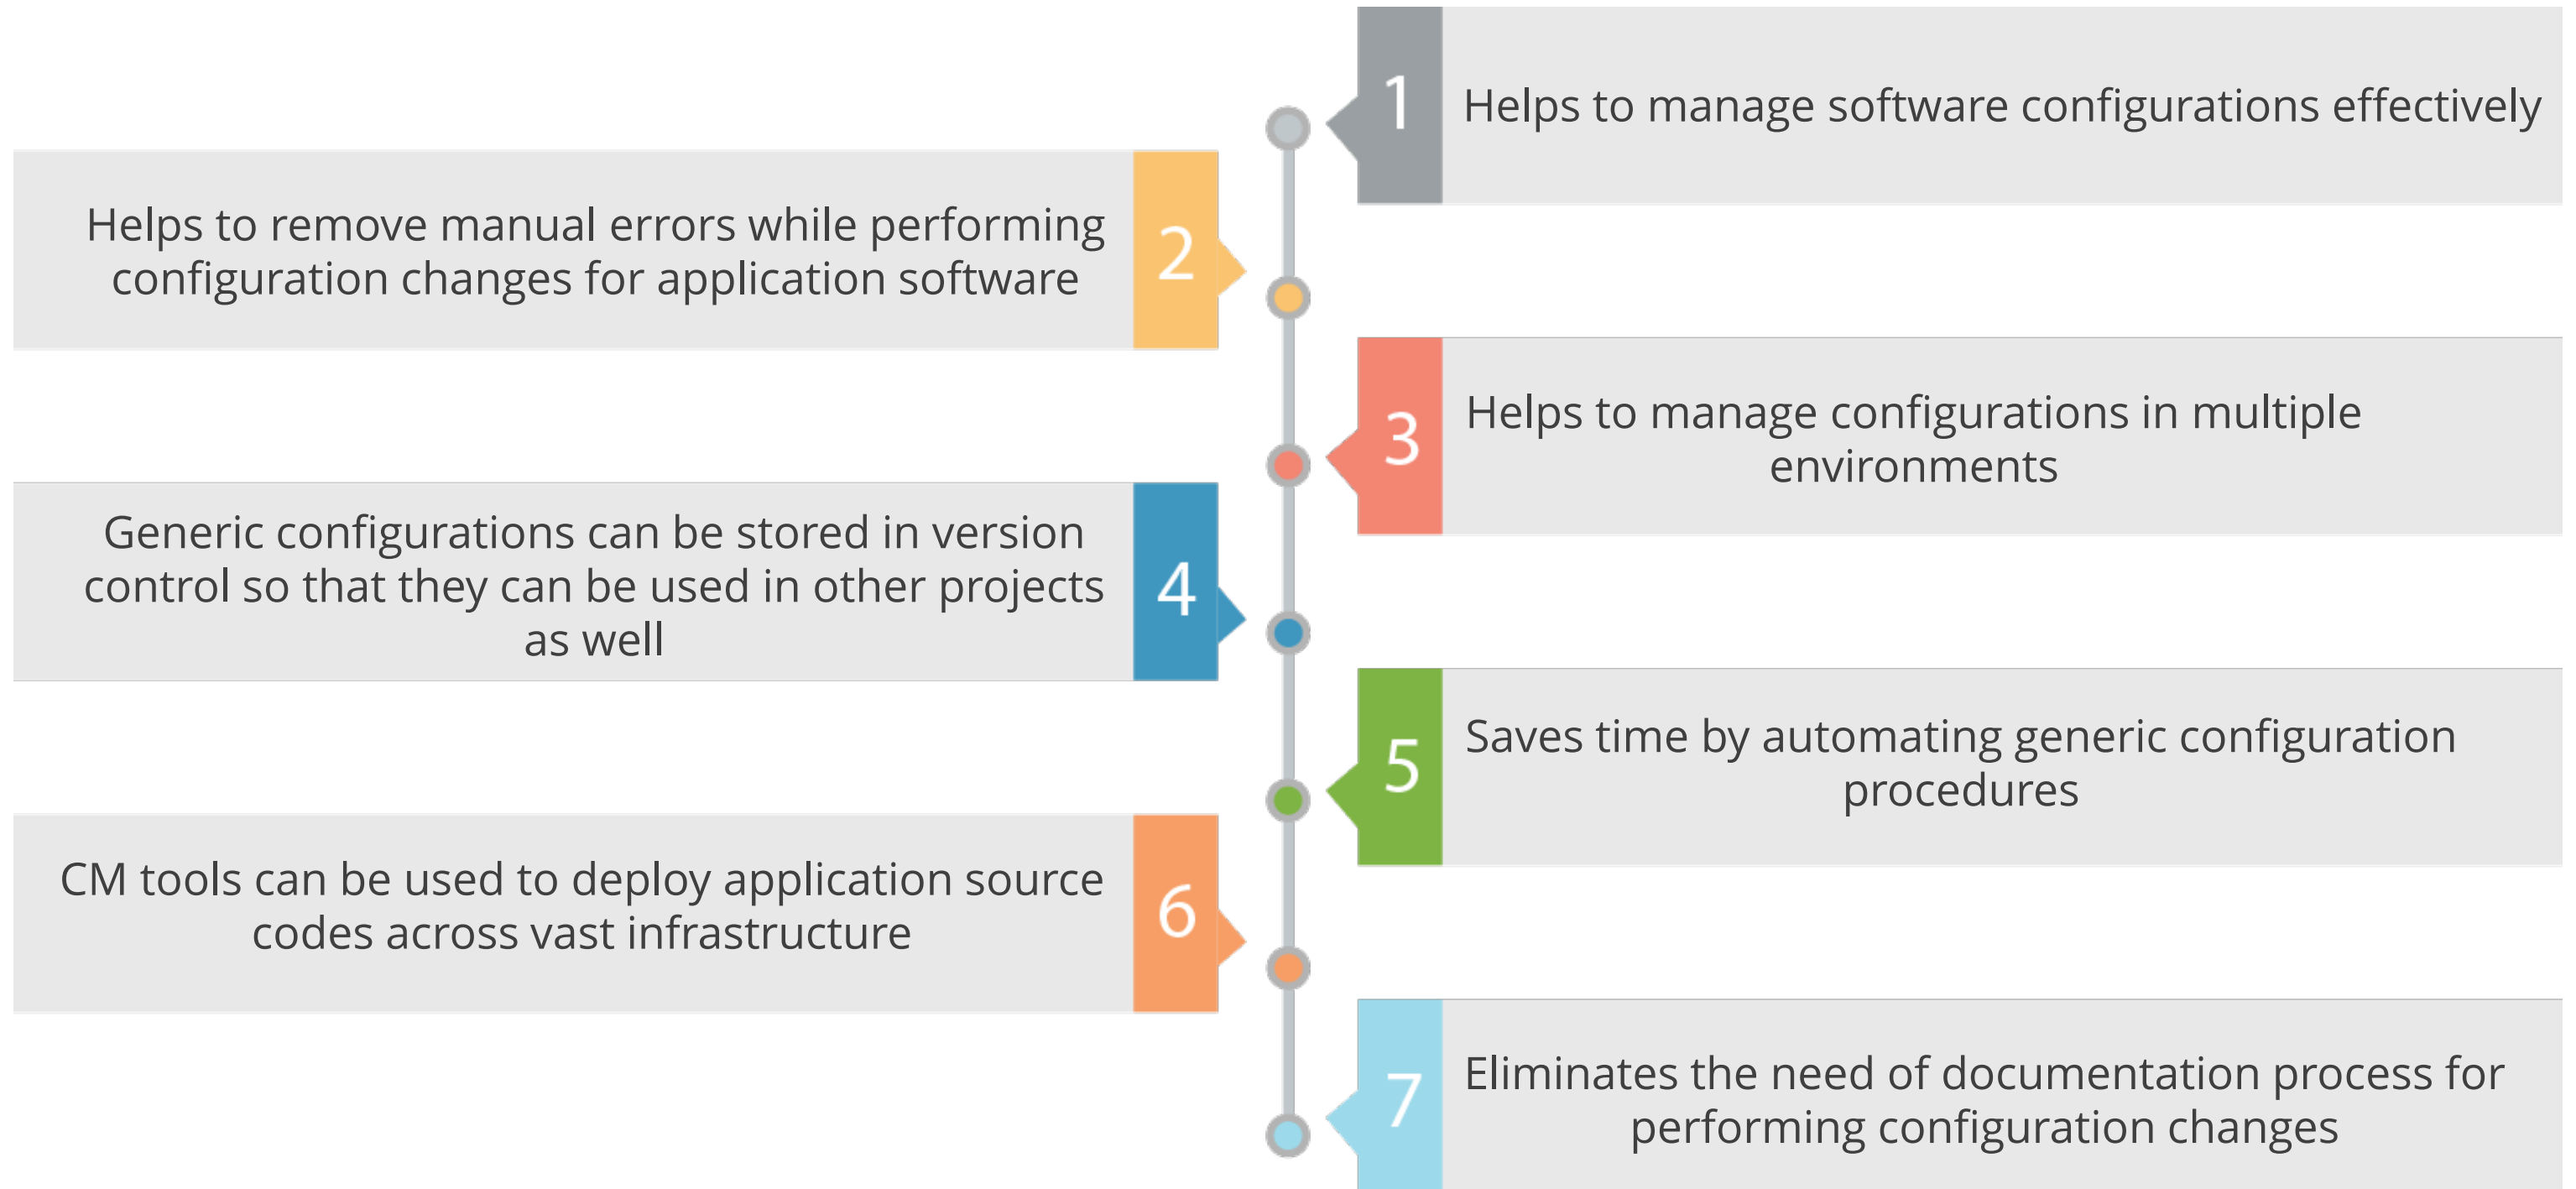 1
Helps to manage software configurations effectively
2
Helps to remove manual errors while performing
configuration changes for application software
3
Helps to manage configurations in multiple
environments
4
Generic configurations can be stored in version
control so that they can be used in other projects
as well
5
Saves time by automating generic configuration
procedures
6
CM tools can be used to deploy application source
codes across vast infrastructure
7
Eliminates the need of documentation process for
performing configuration changes